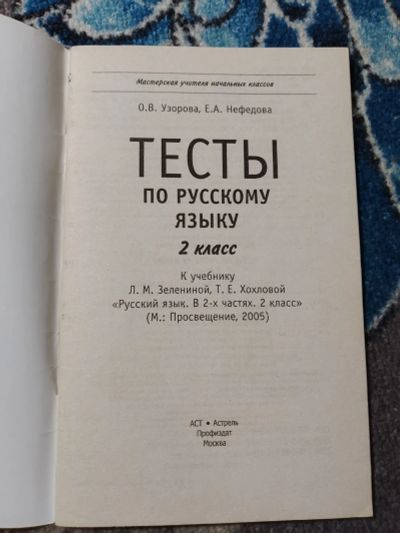 Мастерская учителя начальных классов
О.В. Узорова, Е.А. Нефедова
ТЕСТЫ
ПО РУССКОМУ
ЯЗЫКУ
2 класс
К учебнику
Л. М. Зелениной, Т. Е. Хохловой
«Русский язык. В 2-х частях. 2 класс»
(М.: Просвещение, 2005)
АСТ • Астрель
Профиздат
Москва